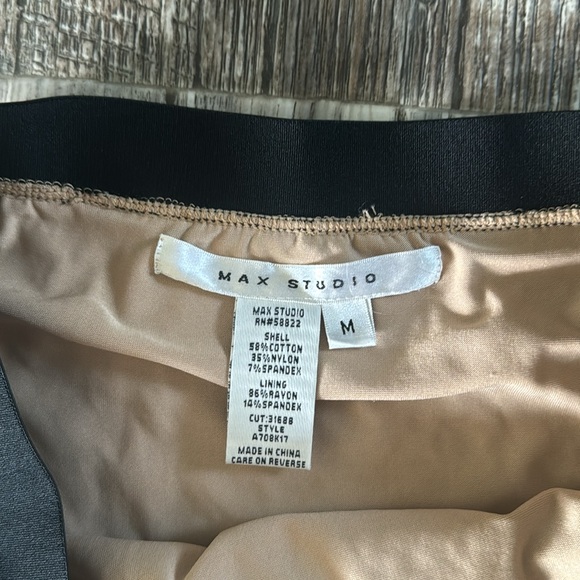 MAX STUDIO
M
MAX STUDIO
RN#58822
SHELL
58%COTTON
35%NYLON
7%SPANDEX
LINING
86%RAYON
14%SPANDEX
CUT:31688
STYLE
A708K17
MADE IN CHINA
CARE ON REVERSE